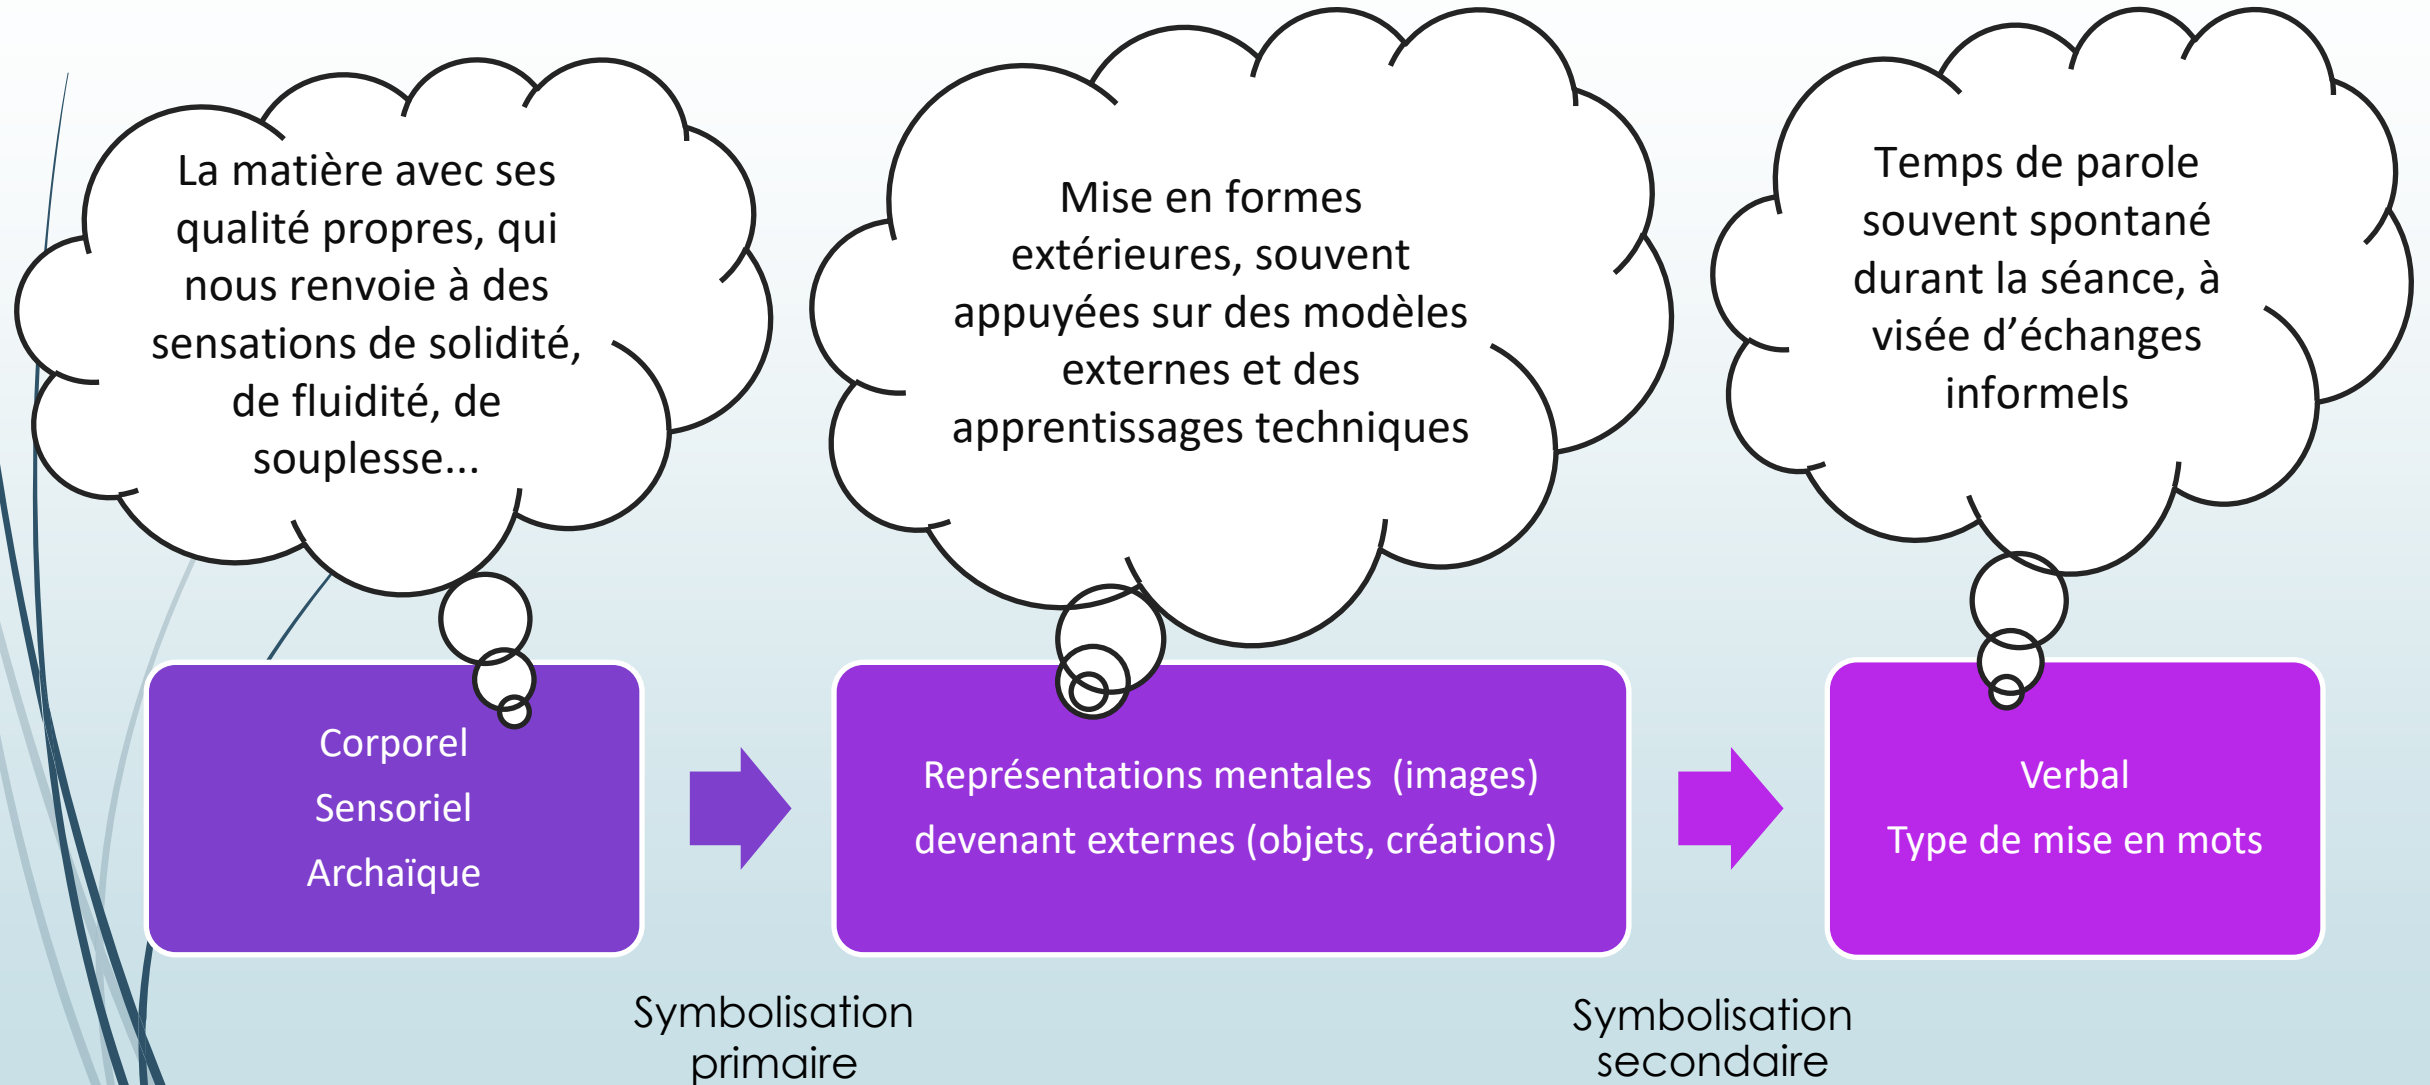 La matière avec ses
qualité propres, qui
nous renvoie à des
sensations de solidité,
de fluidité, de
souplesse...
Mise en formes
extérieures, souvent
appuyées sur des modèles
externes et des
apprentissages techniques
Temps de parole
souvent spontané
durant la séance, à
visée d’échanges
informels
Corporel
Sensoriel
Archaïque
Représentations mentales  (images)
devenant externes (objets, créations)
Verbal
Type de mise en mots
Symbolisation
primaire
Symbolisation
secondaire